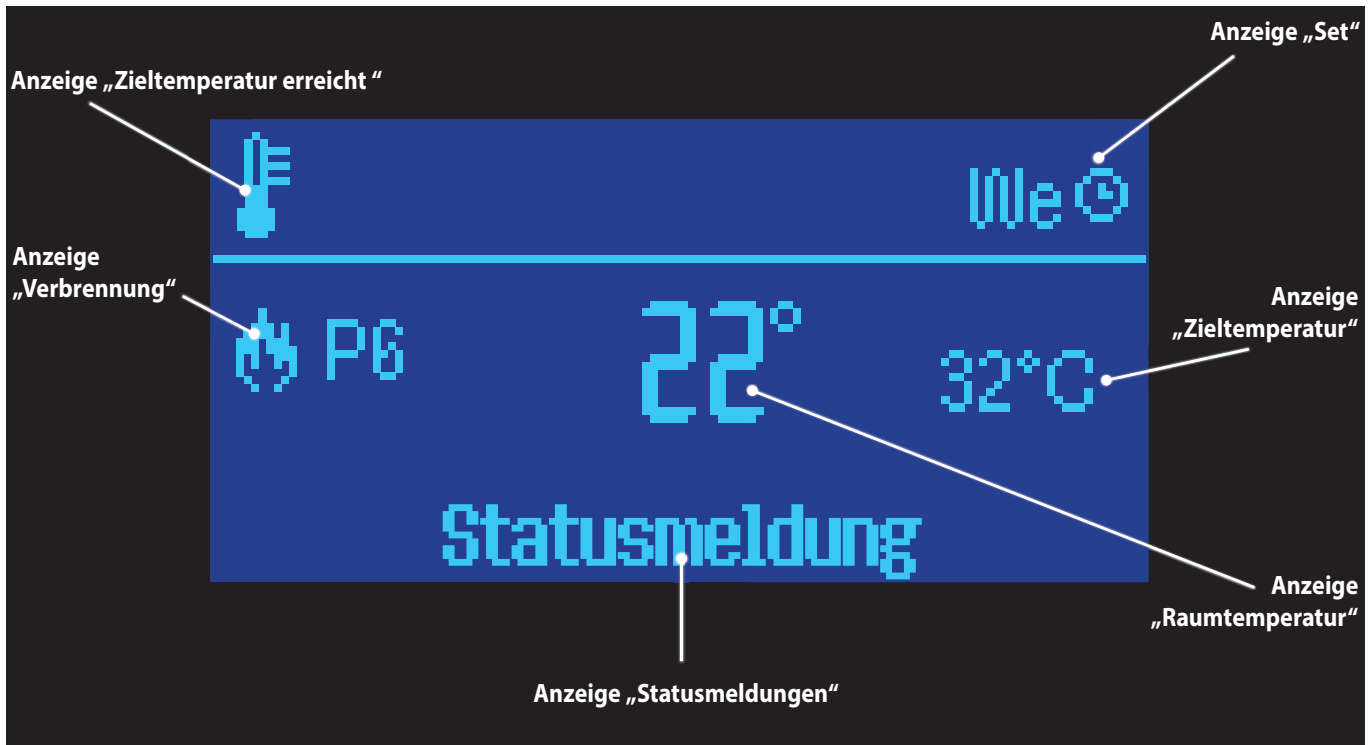 Anzeige „Set“
Anzeige „Zieltemperatur erreicht “
We
Anzeige
„Verbrennung“
P6
22°
32°C
Anzeige
„Zieltemperatur“
Statusmeldung
Anzeige
„Raumtemperatur“
Anzeige „Statusmeldungen“